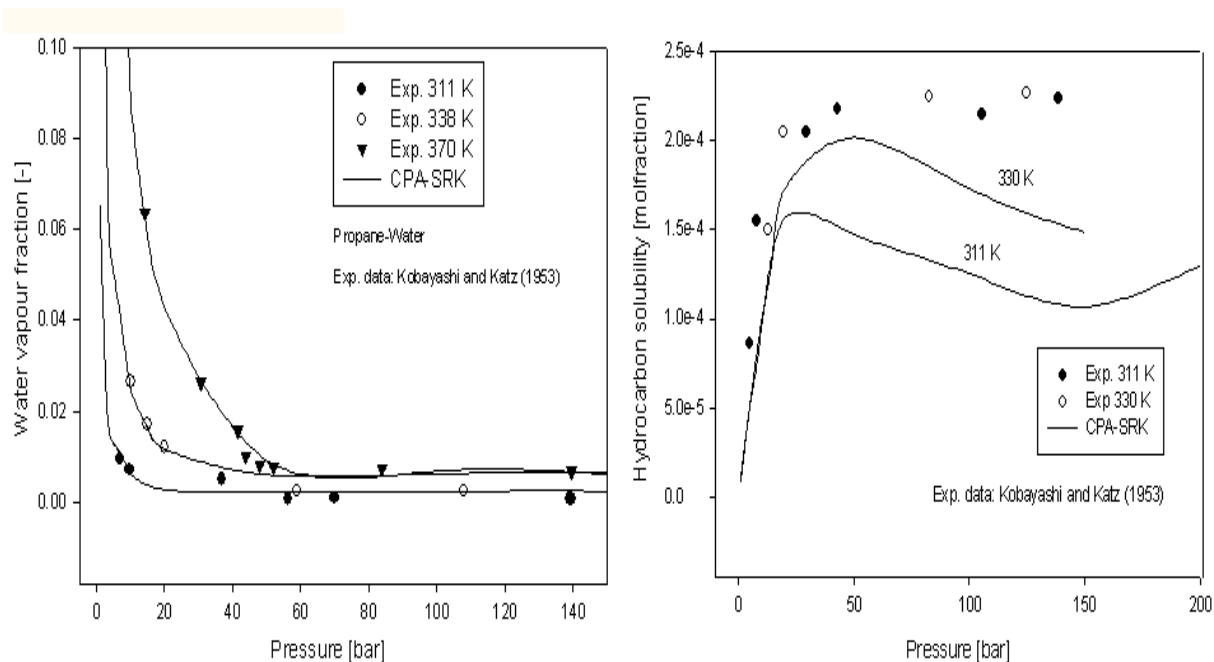 0.10
0.08
0.06
0.04
0.02
0.00
Water vapour fraction [-]
Exp. 311 K
Exp. 338 K
Exp. 370 K
CPA-SRK
Propane-Water
Exp. data: Kobayashi and Katz (1953)
0 20 40 60 80 100 120 140
Pressure [bar]
2.5e-4
2.0e-4
1.5e-4
1.0e-4
5.0e-5
0.0
Hydrocarbon solubility [molfraction]
330 K
311 K
Exp. 311 K
Exp 330 K
CPA-SRK
Exp. data: Kobayashi and Katz (1953)
0 50 100 150 200
Pressure [bar]